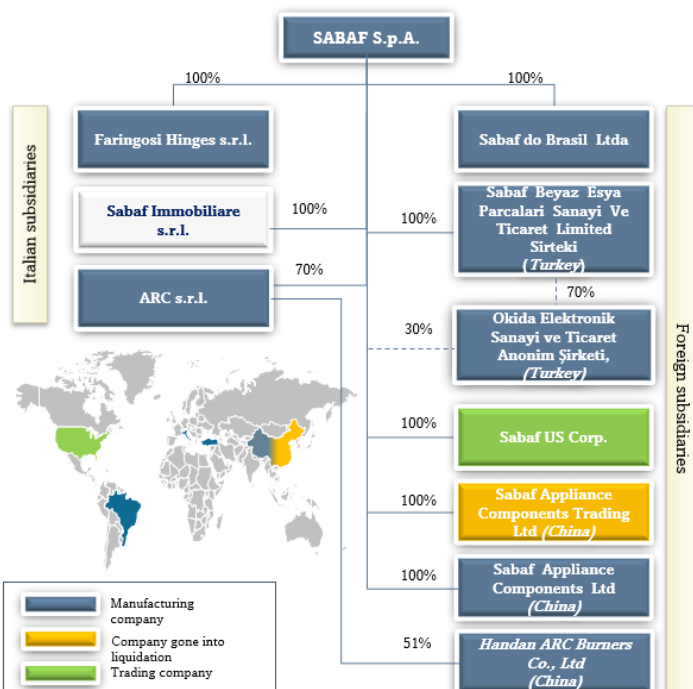 SABAF S.p.A.
100%
100%
Italian subsidiaries
Faringosi Hinges s.r.l.
Sabaf do Brasil Ltda
Sabaf Immobiliare
s.r.l.
100%
100%
Sabaf Beyaz Esya
Parcalari Sanayi Ve
Ticaret Limited
Sirteki
(Turkey)
70%
ARC s.r.l.
70%
30%
Okida Elektronik
Sanayi ve Ticaret
Anonim Şirketi,
(Turkey)
Foreign subsidiaries
100%
Sabaf US Corp.
100%
Sabaf Appliance
Components Trading
Ltd (China)
100%
Sabaf Appliance
Components Ltd
(China)
51%
Handan ARC Burners
Co., Ltd
(China)
Manufacturing
company
Company gone into
liquidation
Trading company